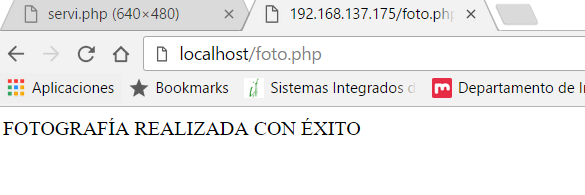 servi.php (640×480)
192.168.137.175/foto.php
localhost/foto.php
Aplicaciones
Bookmarks
Sistemas Integrados d
Departamento de In
FOTOGRAFÍA REALIZADA CON ÉXITO